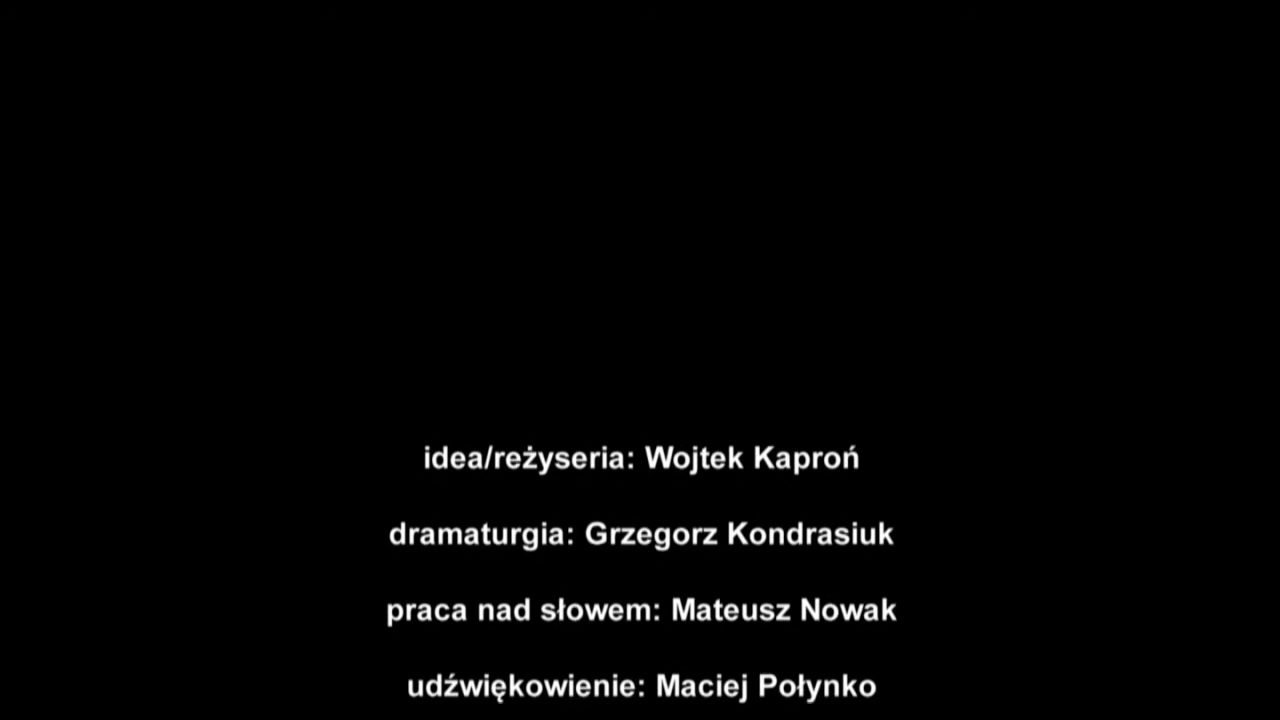 idea/reżyseria: Wojtek Kaproń
dramaturgia: Grzegorz Kondrasiuk
praca nad słowem: Mateusz Nowak
udźwiękowienie: Maciej Połynko